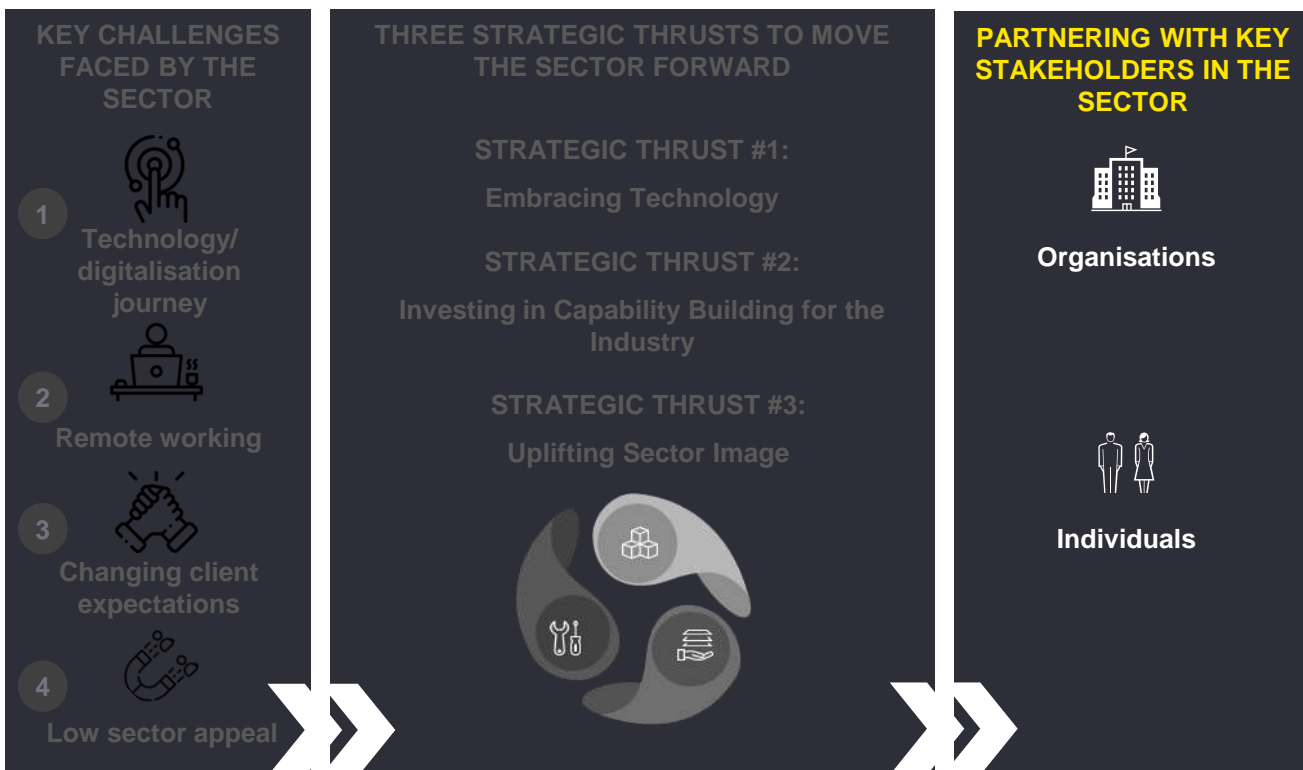 KEY CHALLENGES
FACED BY THE
SECTOR
1
Technology/
digitalisation
journey
2
Remote working
3
Changing client
expectations
4
Low sector appeal
THREE STRATEGIC THRUSTS TO MOVE
THE SECTOR FORWARD
STRATEGIC THRUST #1:
Embracing Technology
STRATEGIC THRUST #2:
Investing in Capability Building for the
Industry
STRATEGIC THRUST #3:
Uplifting Sector Image
PARTNERING WITH KEY
STAKEHOLDERS IN THE
SECTOR
Organisations
Individuals